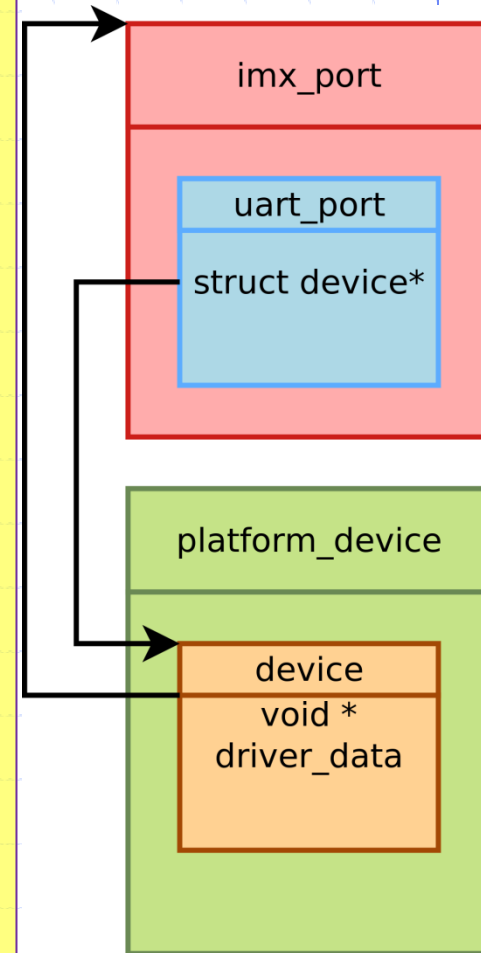 imx_port
uart_port
struct device*
platform_device
device
void *
driver_data